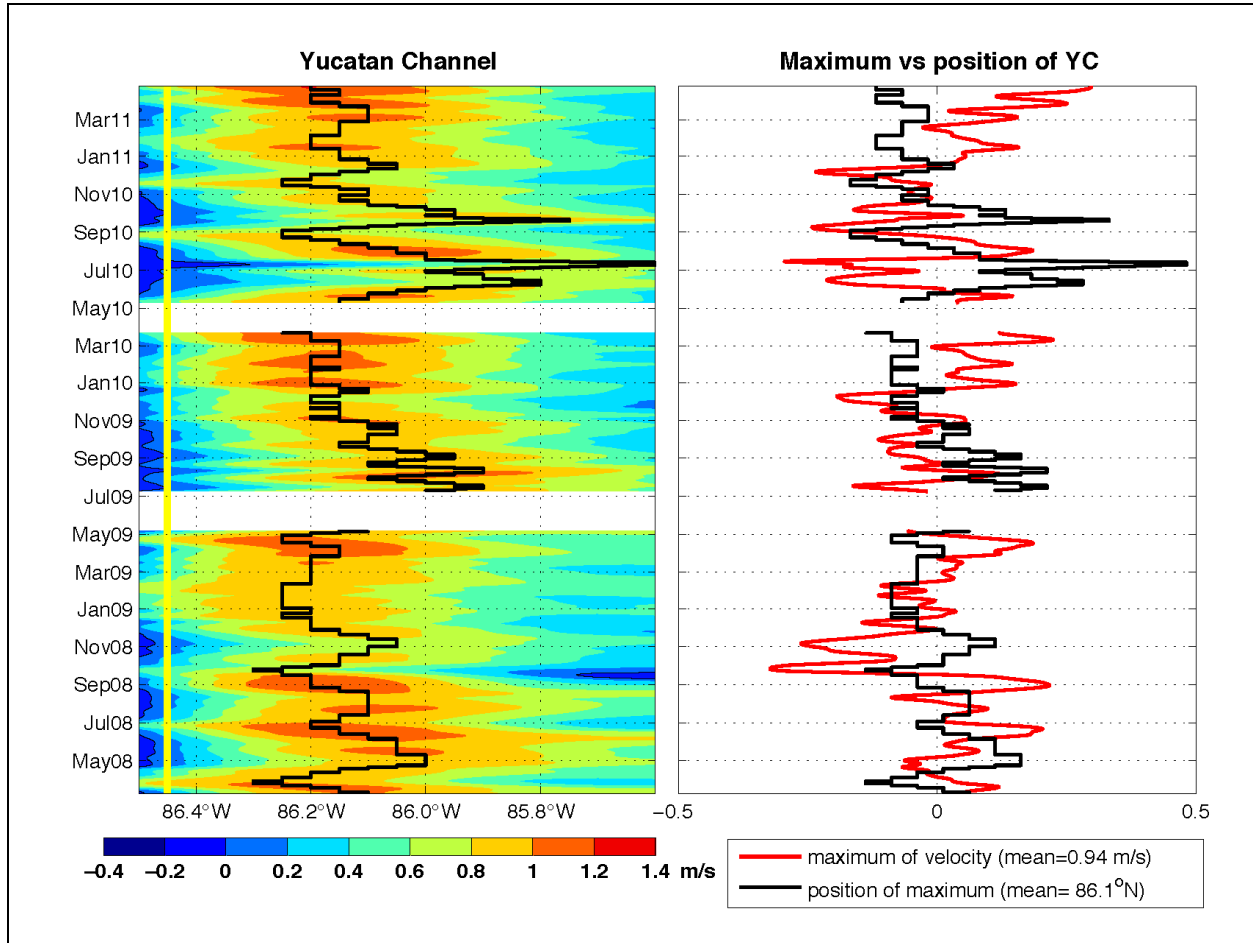 Yucatan Channel
Maximum vs position of YC
Mar11
Jan11
Nov10
Sep10
Jul10
May10
Mar10
Jan10
Nov09
Sep09
Jul09
May09
Mar09
Jan09
Nov08
Sep08
Jul08
May08
86.4°W 86.2°W 86.0°W 85.8°W
−0.5 0 0.5
−0.4 −0.2 0 0.2 0.4 0.6 0.8 1 1.2 1.4 m/s
maximum of velocity (mean=0.94 m/s)
position of maximum (mean= 86.1°N)